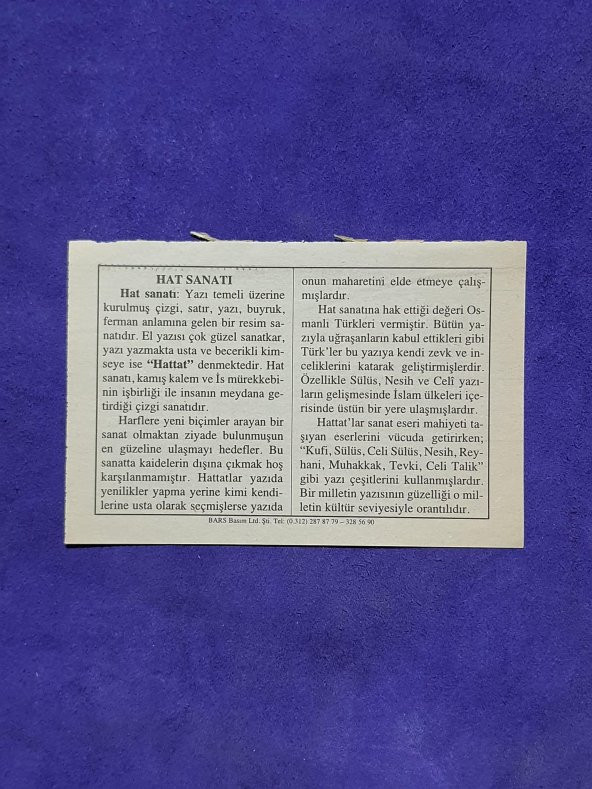 HAT SANATI
Hat sanatı: Yazı temeli üzerine
kurulmuş çizgi, satır, yazı, buyruk,
ferman anlamına gelen bir resim sa-
natıdır. El yazısı çok güzel sanatkar,
yazı yazmakta usta ve becerikli kim-
seye ise “Hattat” denmektedir. Hat
sanatı, kamış kalem ve İs mürekkebi-
nin işbirliği ile insanın meydana ge-
tirdiği çizgi sanatıdır.
Harflere yeni biçimler arayan bir
sanat olmaktan ziyade bulunmuşun
en güzeline ulaşmayı hedefler. Bu
sanatta kaidelerin dışına çıkmak hoş
karşılanmamıştır. Hattatlar yazıda
yenilikler yapma yerine kimi kendi-
lerine usta olarak seçmişlerse yazıda
onun maharetini elde etmeye çalış-
mışlardır.
Hat sanatına hak ettiği değeri Os-
manlı Türkleri vermiştir. Bütün ya-
zıyla uğraşanların kabul ettikleri gibi
Türk’ler bu yazıya kendi zevk ve in-
celiklerini katarak geliştirmişlerdir.
Özellikle Sülüs, Nesih ve Celi yazı-
ların gelişmesinde İslam ülkeleri içe-
risinde üstün bir yere ulaşmışlardır.
Hattat’lar sanat eseri mahiyeti ta-
şıyan eserlerini vücuda getirirken;
“Kufi, Sülüs, Celi Sülüs, Nesih, Rey-
hani, Muhakkak, Tevki, Celi Talik”
gibi yazı çeşitlerini kullanmışlardır.
Bir milletin yazısının güzelliği o mil-
letin kültür seviyesiyle orantılıdır.
BARS Basım Ltd. Şti. Tel: (0.312) 287 87 79 – 328 56 90